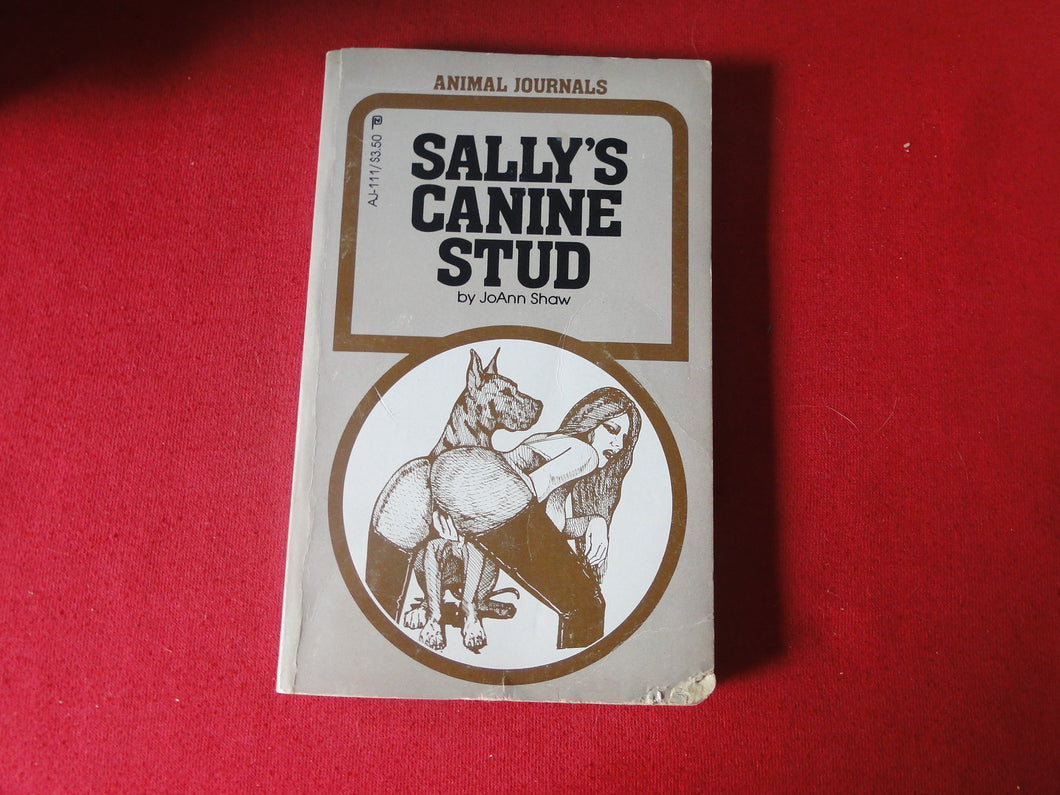 ANIMAL JOURNALS
AJ-111/$3.50
SALLY'S
CANINE
STUD
by JoAnn Shaw